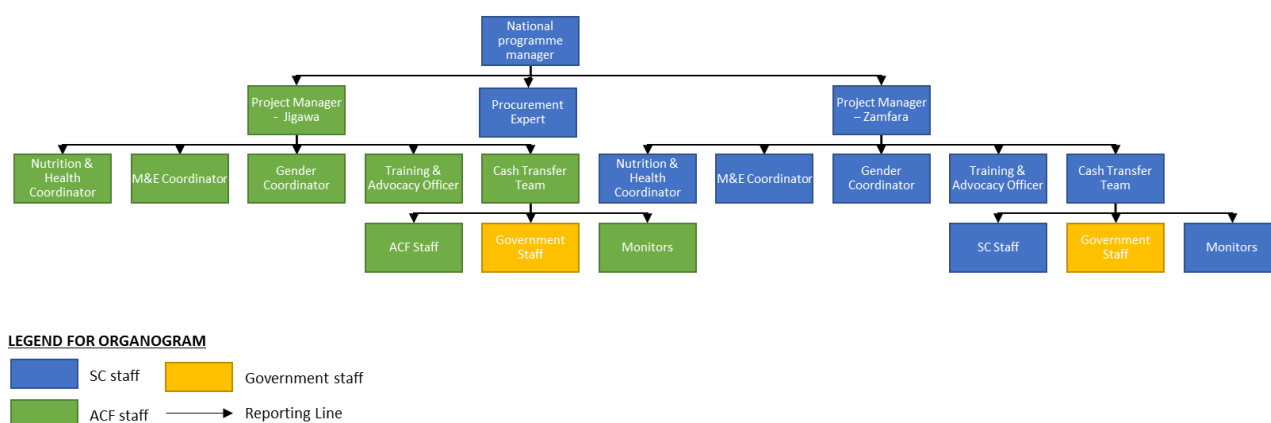 National
programme
manager
Project Manager
- Jigawa
Procurement
Expert
Project Manager
– Zamfara
Nutrition &
Health
Coordinator
M&E Coordinator
Gender
Coordinator
Training &
Advocacy Officer
Cash Transfer
Team
Nutrition &
Health
Coordinator
M&E Coordinator
Gender
Coordinator
Training &
Advocacy Officer
Cash Transfer
Team
ACF Staff
Government
Staff
Monitors
SC Staff
Government
Staff
Monitors
LEGEND FOR ORGANOGRAM
SC staff
Government staff
ACF staff
Reporting Line